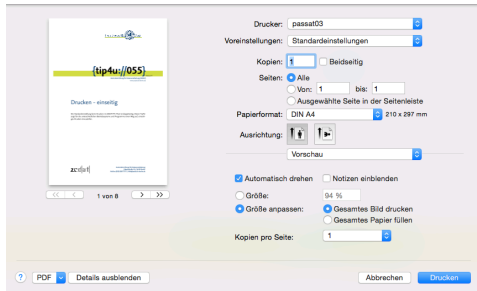 {tip4u://055}
Drucken – einseitig
1 von 8
Drucker: passat03
Voreinstellungen: Standardeinstellungen
Kopien: 1 Beidseitig
Seiten: Alle
Von: 1 bis: 1
Ausgewählte Seite in der Seitenleiste
Papierformat: DIN A4 210 x 297 mm
Ausrichtung:
Vorschau
Automatisch drehen Notizen einblenden
Größe: 94 %
Größe anpassen: Gesamtes Bild drucken
Gesamtes Papier füllen
Kopien pro Seite: 1
? PDF Details ausblenden Abbrechen Drucken